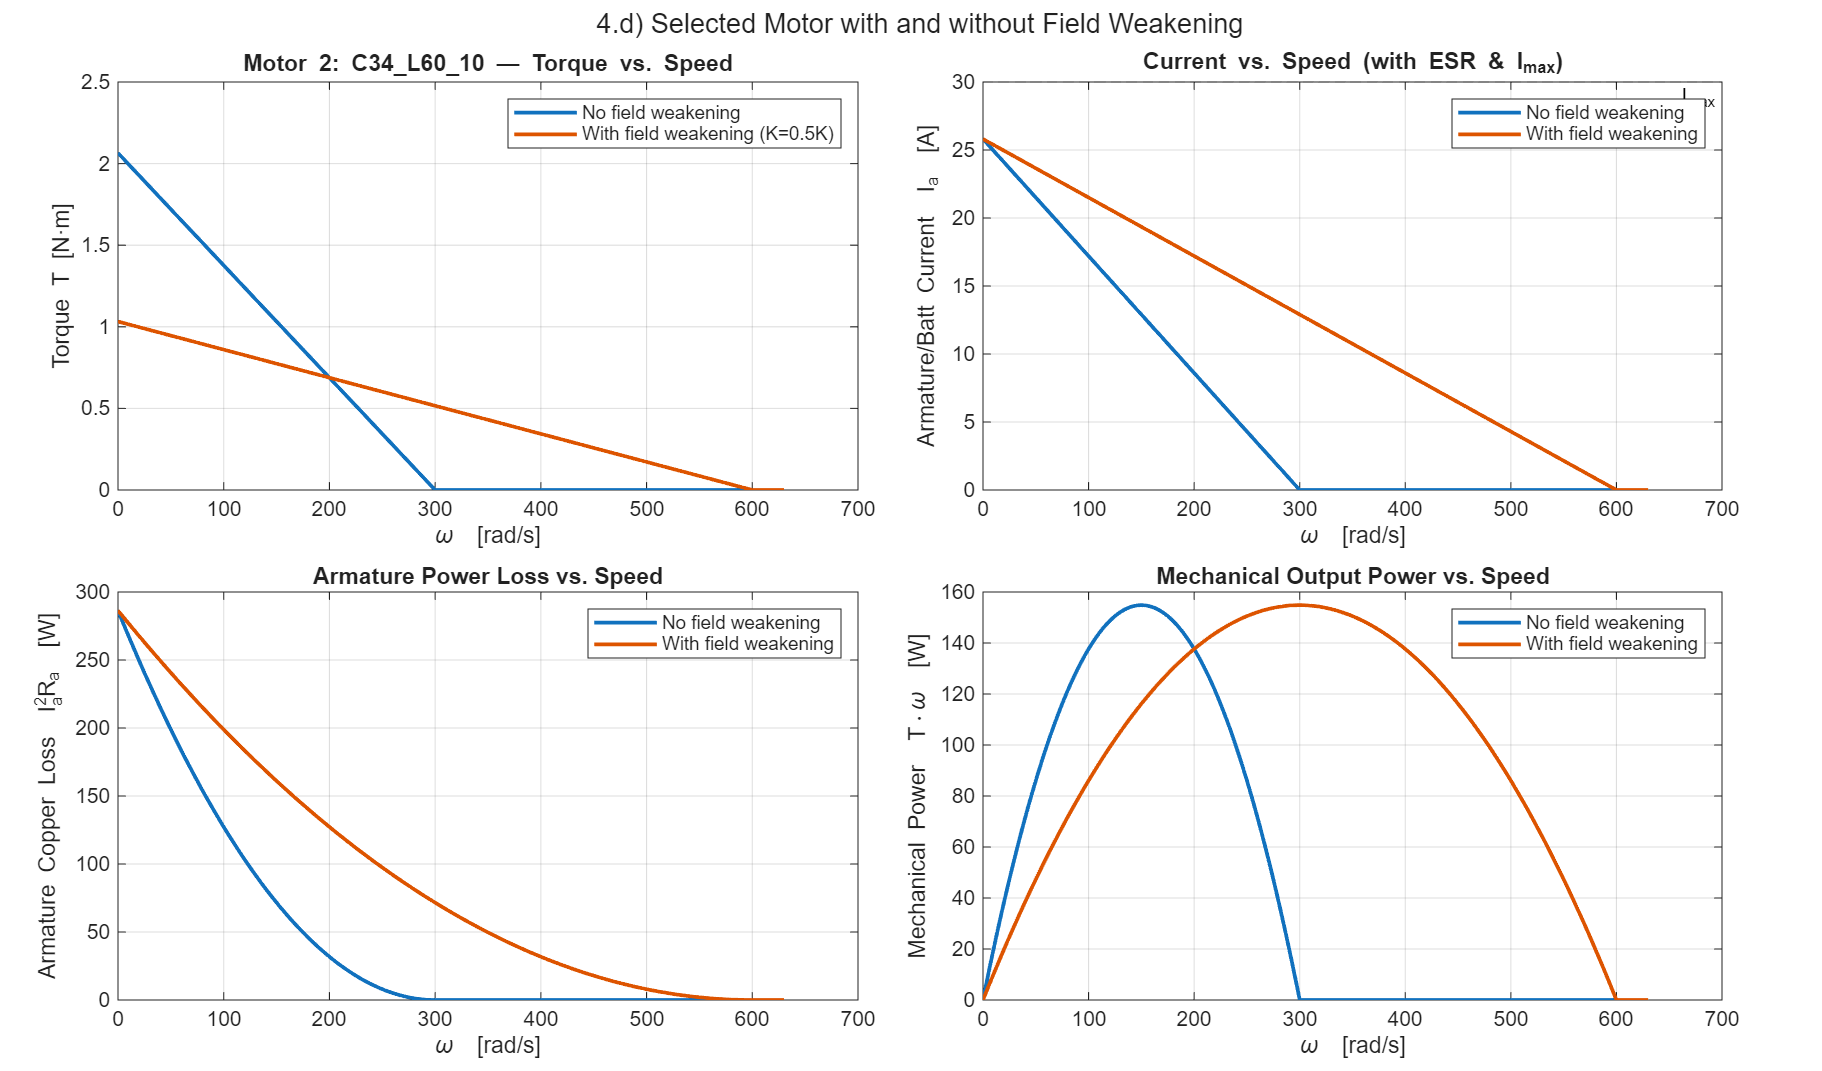 4.d) Selected Motor with and without Field Weakening
Motor 2: C34_L60_10 — Torque vs. Speed
2.5
2
1.5
1
0.5
0
Torque T [N·m]
0 100 200 300 400 500 600 700
ω [rad/s]
No field weakening
With field weakening (K=0.5K)
Current vs. Speed (with ESR & Imax)
30
25
20
15
10
5
0
Armature/Batt Current Ia [A]
0 100 200 300 400 500 600 700
ω [rad/s]
No field weakening
With field weakening
Armature Power Loss vs. Speed
300
250
200
150
100
50
0
Armature Copper Loss Ia²Ra [W]
0 100 200 300 400 500 600 700
ω [rad/s]
No field weakening
With field weakening
Mechanical Output Power vs. Speed
160
140
120
100
80
60
40
20
0
Mechanical Power T · ω [W]
0 100 200 300 400 500 600 700
ω [rad/s]
No field weakening
With field weakening